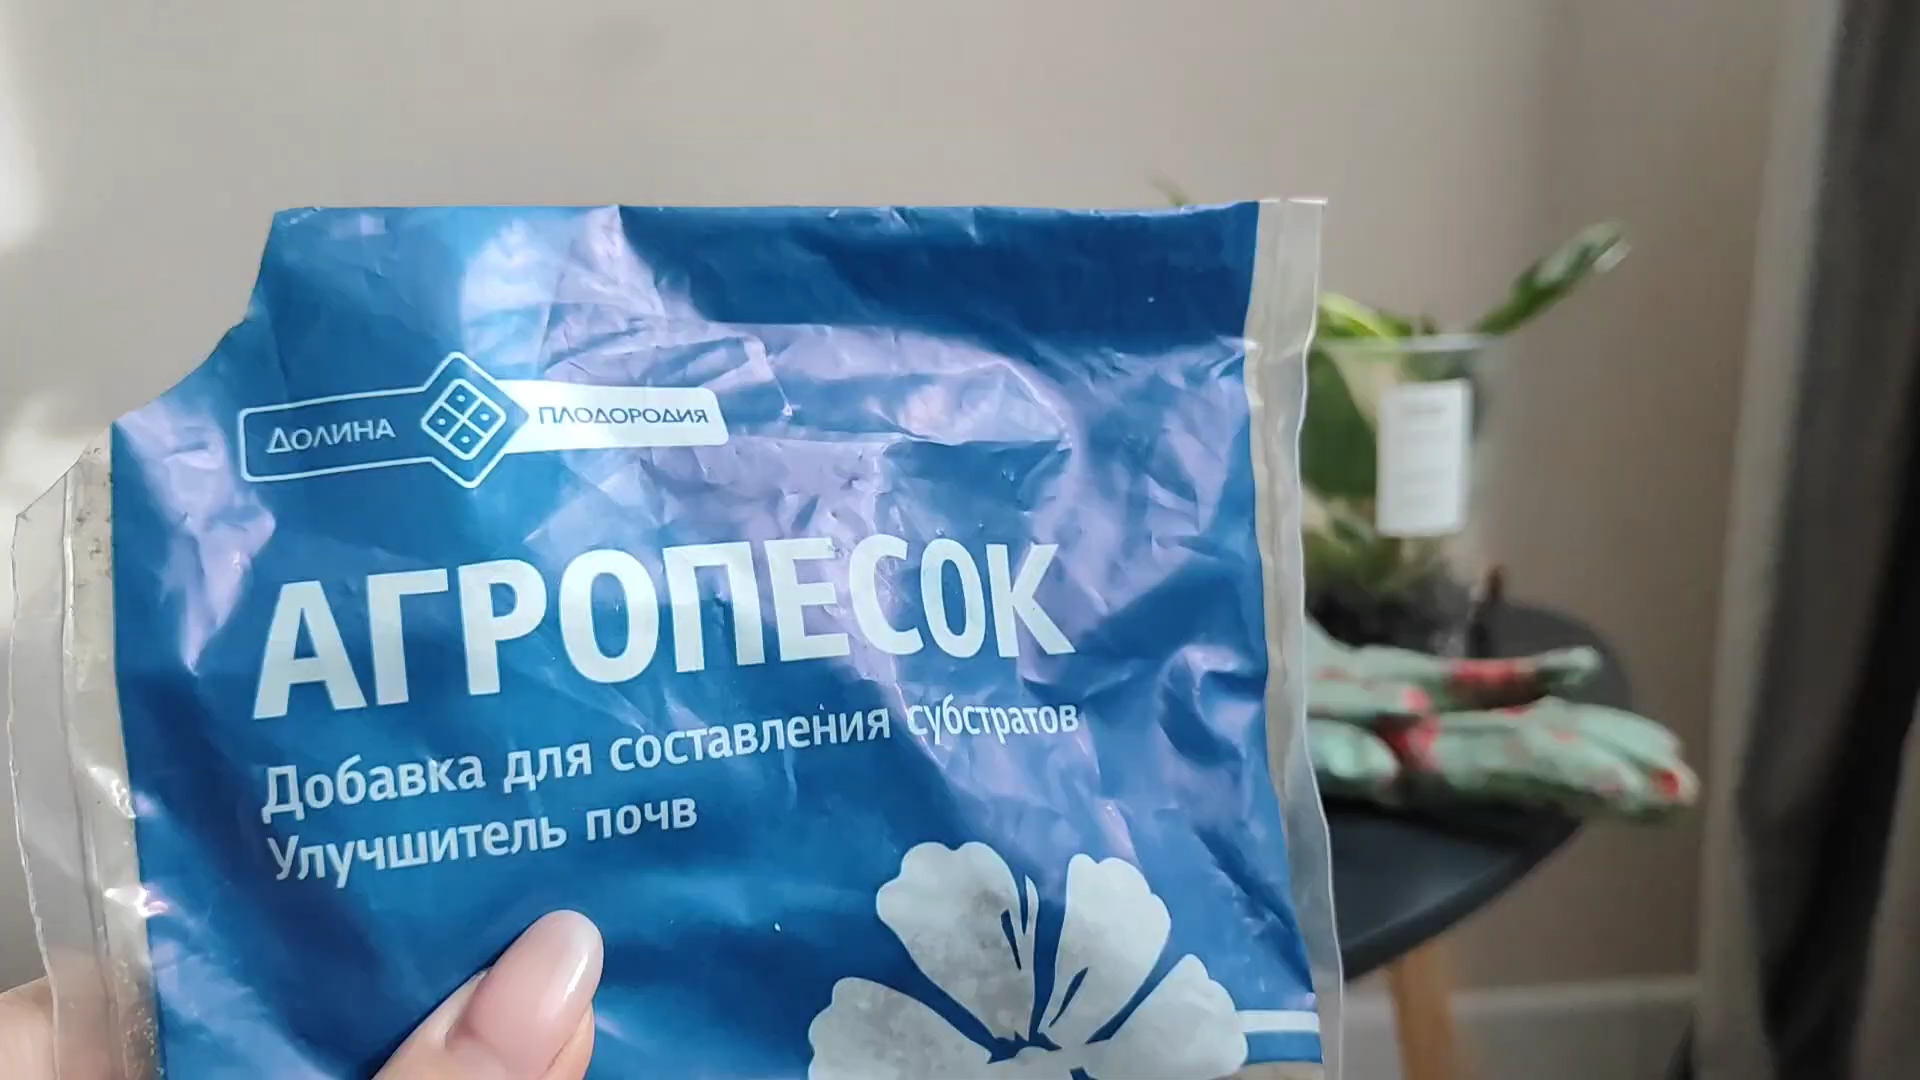 ДОЛИНА ПЛОДОРОДИЯ
АГРОПЕСОК
Добавка для составления субстратов
Улучшитель почв